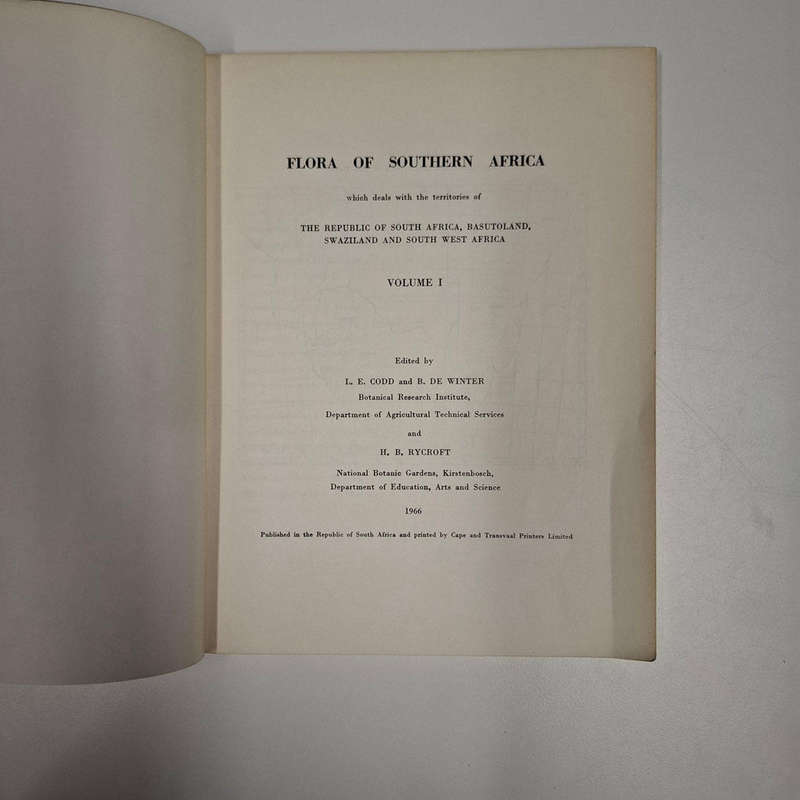 FLORA OF SOUTHERN AFRICA
which deals with the territories of
THE REPUBLIC OF SOUTH AFRICA, BASUTOLAND,
SWAZILAND AND SOUTH WEST AFRICA
VOLUME I
Edited by
L. E. CODD and B. DE WINTER
Botanical Research Institute,
Department of Agricultural Technical Services
and
H. B. RYCROFT
National Botanic Gardens, Kirstenbosch,
Department of Education, Arts and Science
1966
Published in the Republic of South Africa and printed by Cape and Transvaal Printers Limited